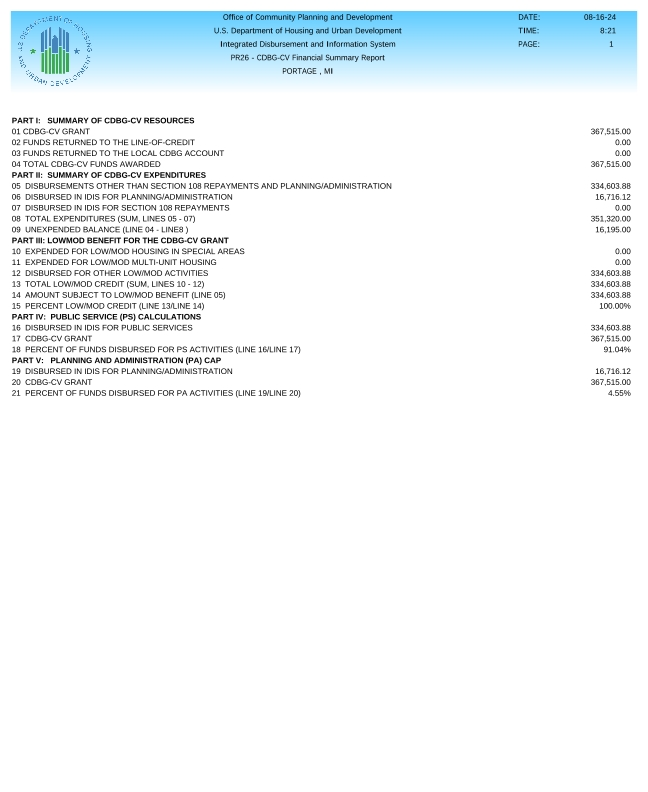 Office of Community Planning and Development DATE: 08-16-24
U.S. Department of Housing and Urban Development TIME: 8:21
Integrated Disbursement and Information System PAGE: 1
PR26 - CDBG-CV Financial Summary Report
PORTAGE , MI
U.S. DEPARTMENT OF HOUSING AND URBAN DEVELOPMENT
PART I: SUMMARY OF CDBG-CV RESOURCES
01 CDBG-CV GRANT 367,515.00
02 FUNDS RETURNED TO THE LINE-OF-CREDIT 0.00
03 FUNDS RETURNED TO THE LOCAL CDBG ACCOUNT 0.00
04 TOTAL CDBG-CV FUNDS AWARDED 367,515.00
PART II: SUMMARY OF CDBG-CV EXPENDITURES
05 DISBURSEMENTS OTHER THAN SECTION 108 REPAYMENTS AND PLANNING/ADMINISTRATION 334,603.88
06 DISBURSED IN IDIS FOR PLANNING/ADMINISTRATION 16,716.12
07 DISBURSED IN IDIS FOR SECTION 108 REPAYMENTS 0.00
08 TOTAL EXPENDITURES (SUM, LINES 05 - 07) 351,320.00
09 UNEXPENDED BALANCE (LINE 04 - LINE8 ) 16,195.00
PART III: LOWMOD BENEFIT FOR THE CDBG-CV GRANT
10 EXPENDED FOR LOW/MOD HOUSING IN SPECIAL AREAS 0.00
11 EXPENDED FOR LOW/MOD MULTI-UNIT HOUSING 0.00
12 DISBURSED FOR OTHER LOW/MOD ACTIVITIES 334,603.88
13 TOTAL LOW/MOD CREDIT (SUM, LINES 10 - 12) 334,603.88
14 AMOUNT SUBJECT TO LOW/MOD BENEFIT (LINE 05) 334,603.88
15 PERCENT LOW/MOD CREDIT (LINE 13/LINE 14) 100.00%
PART IV: PUBLIC SERVICE (PS) CALCULATIONS
16 DISBURSED IN IDIS FOR PUBLIC SERVICES 334,603.88
17 CDBG-CV GRANT 367,515.00
18 PERCENT OF FUNDS DISBURSED FOR PS ACTIVITIES (LINE 16/LINE 17) 91.04%
PART V: PLANNING AND ADMINISTRATION (PA) CAP
19 DISBURSED IN IDIS FOR PLANNING/ADMINISTRATION 16,716.12
20 CDBG-CV GRANT 367,515.00
21 PERCENT OF FUNDS DISBURSED FOR PA ACTIVITIES (LINE 19/LINE 20) 4.55%